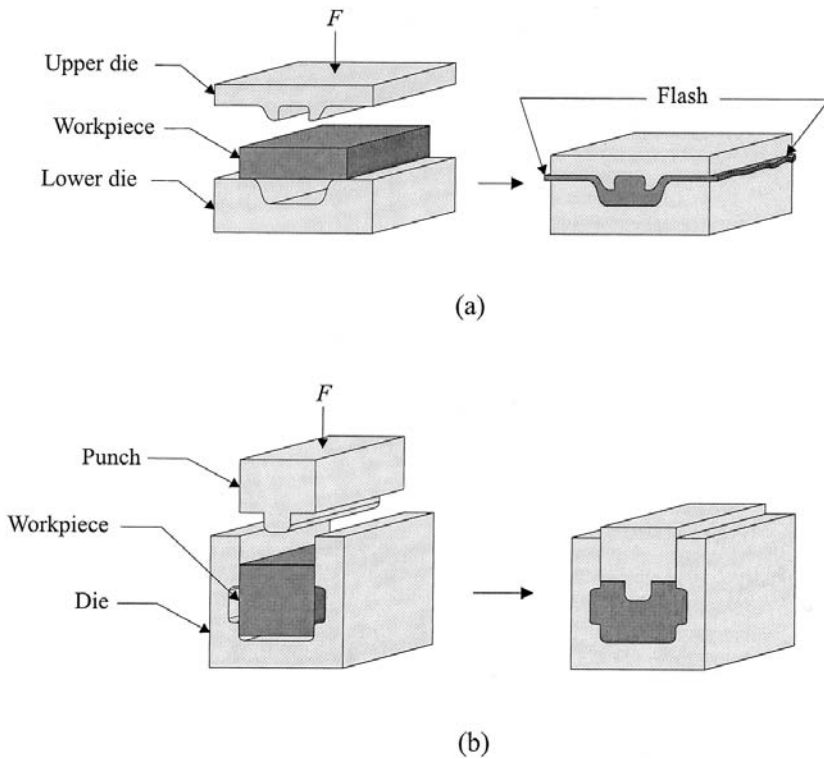 F
Upper die
Workpiece
Lower die
Flash
(a)
F
Punch
Workpiece
Die
(b)